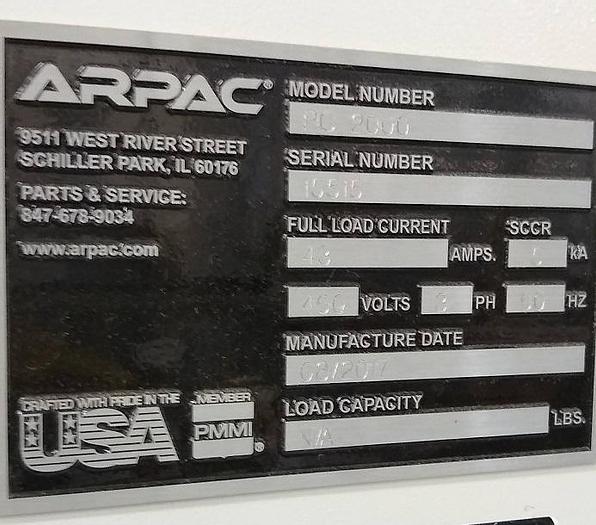 ARPAC®
9511 WEST RIVER STREET
SCHILLER PARK, IL 60176
PARTS & SERVICE:
847-678-9034
www.arpac.com
CRAFTED WITH PRIDE IN THE
USA
MEMBER
PMMI®
MODEL NUMBER
2000
SERIAL NUMBER
FULL LOAD CURRENT
AMPS.
SCCR
kA
VOLTS
3 PH
HZ
MANUFACTURE DATE
LOAD CAPACITY
N/A LBS.